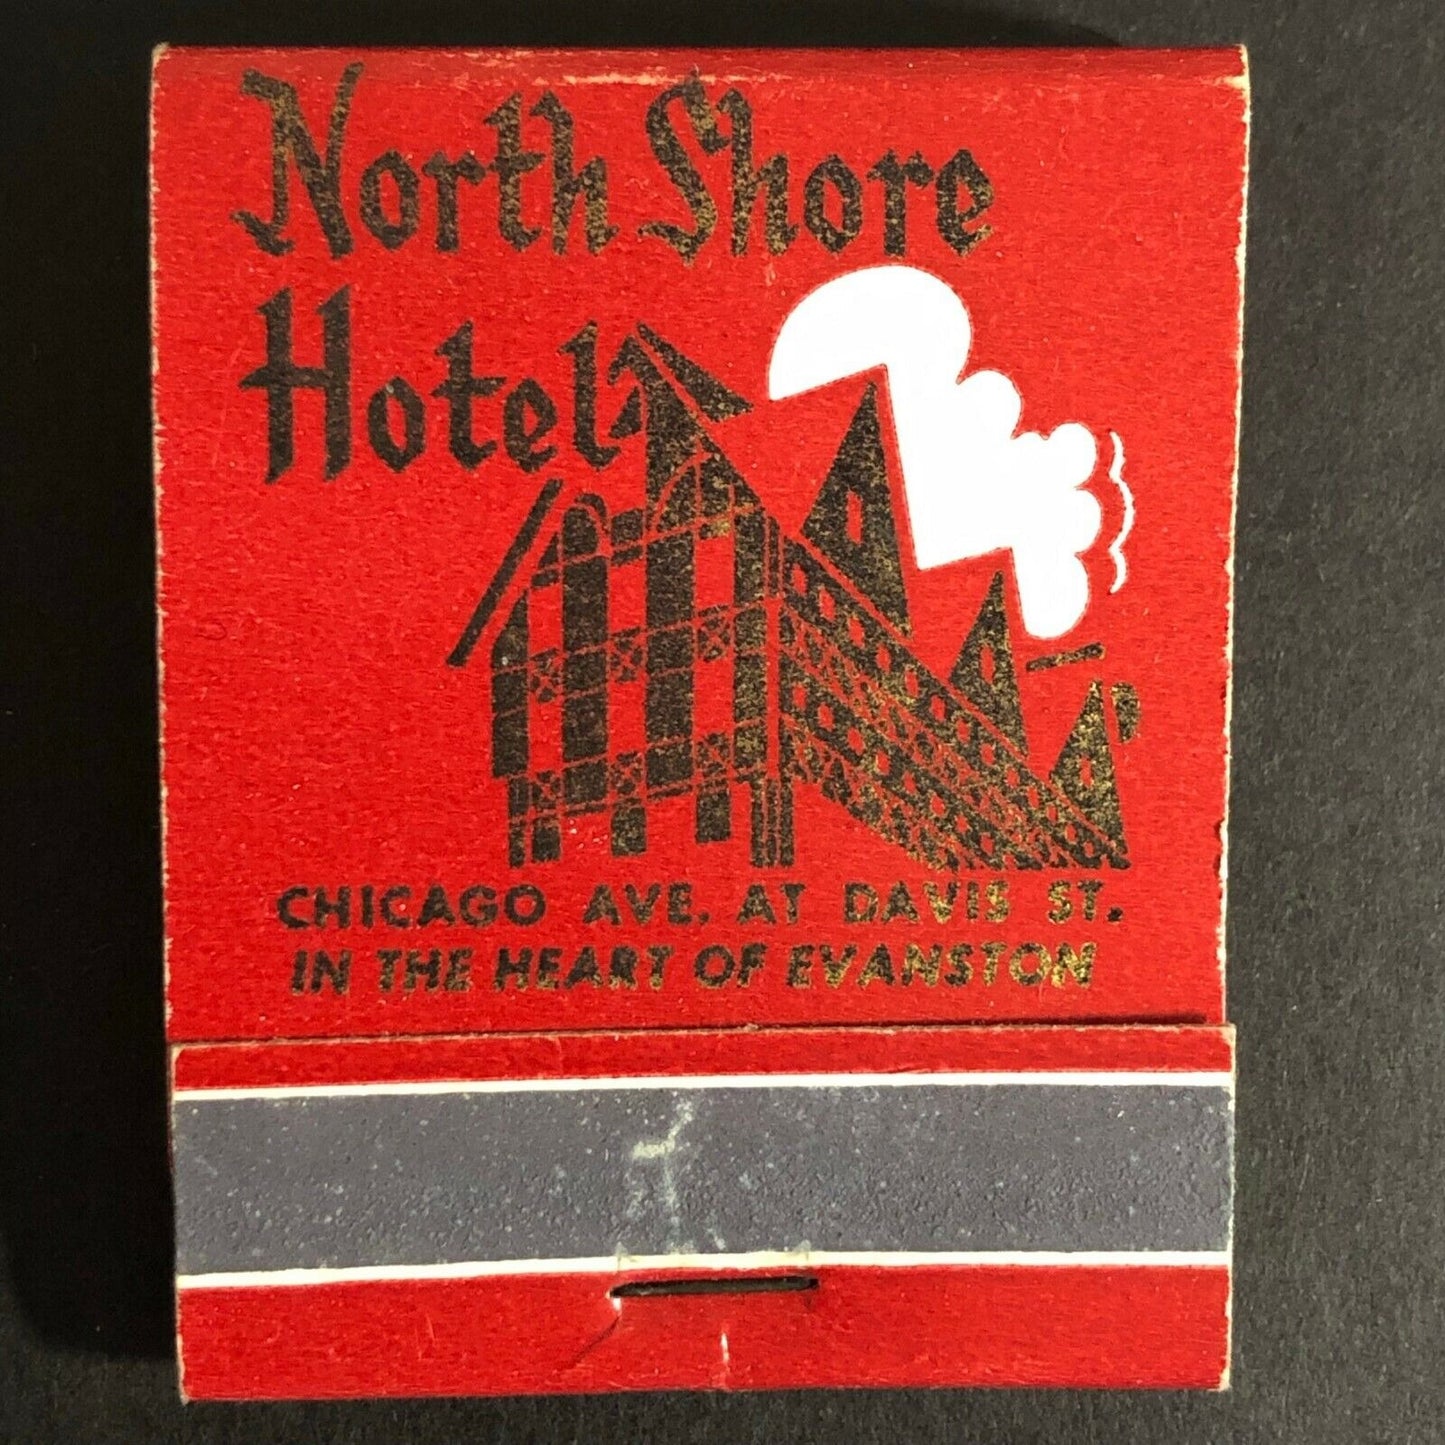 North Shore
Hotel
CHICAGO AVE. AT DAVIS ST.
IN THE HEART OF EVANSTON